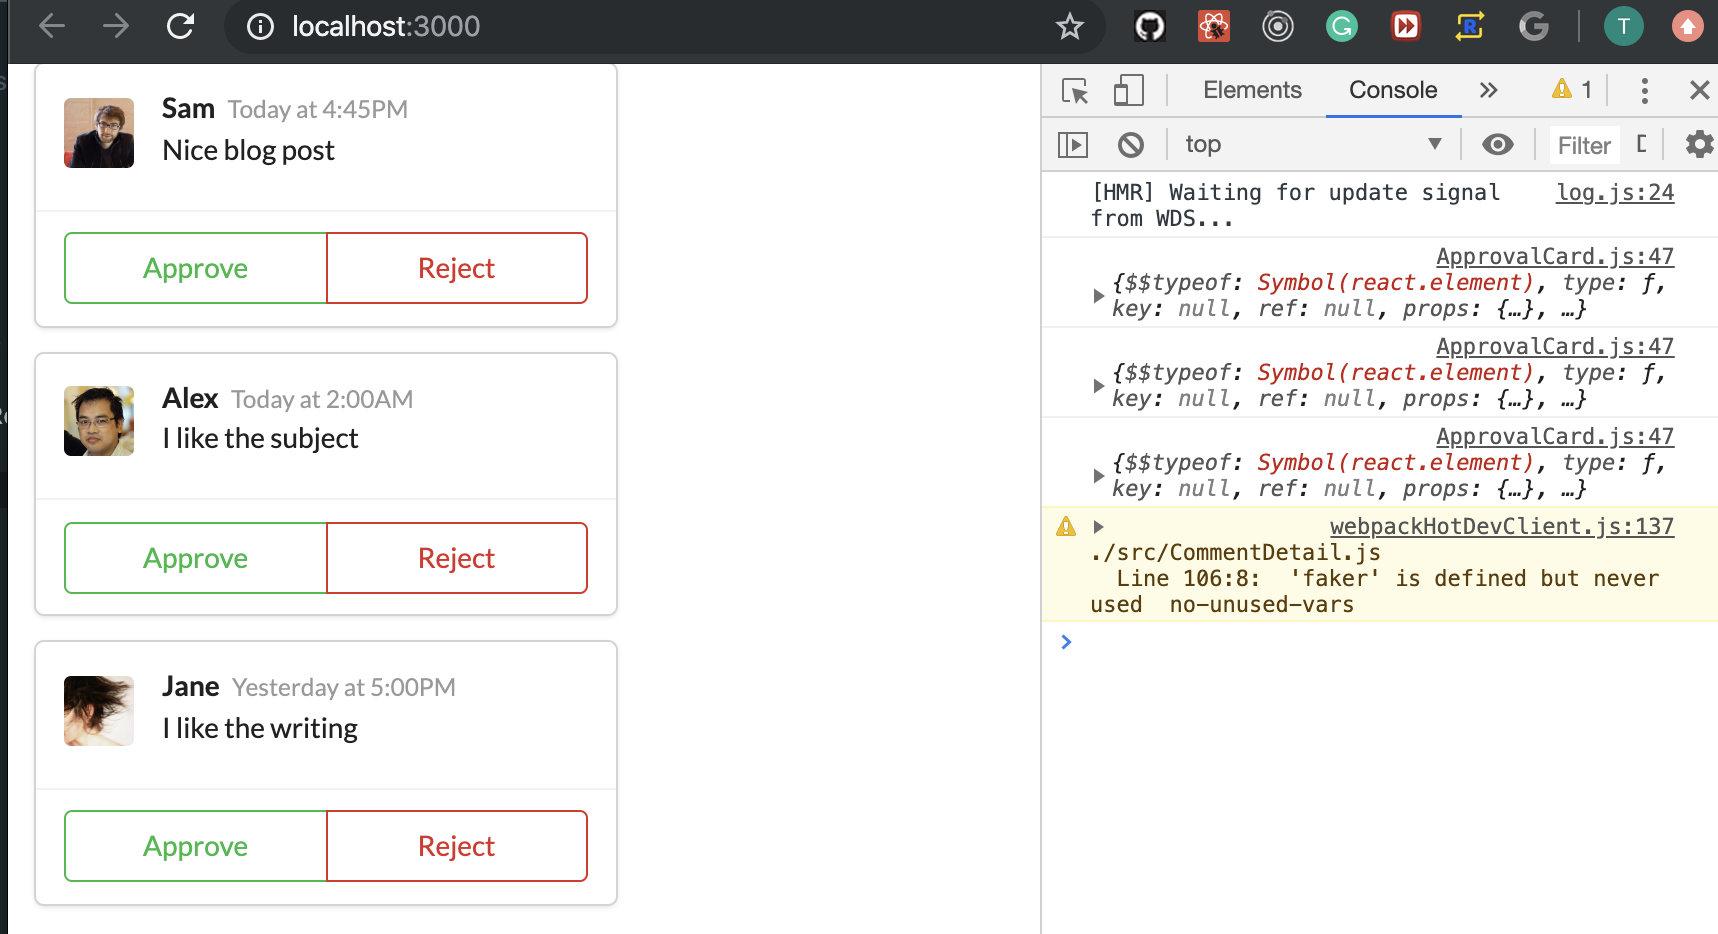 localhost:3000
T
Sam Today at 4:45PM
Nice blog post
Approve Reject
Alex Today at 2:00AM
I like the subject
Approve Reject
Jane Yesterday at 5:00PM
I like the writing
Approve Reject
Elements Console » 1
top Filter
[HMR] Waiting for update signal log.js:24
from WDS...
ApprovalCard.js:47
{$$typeof: Symbol(react.element), type: ƒ,
key: null, ref: null, props: {…}, …}
ApprovalCard.js:47
{$$typeof: Symbol(react.element), type: ƒ,
key: null, ref: null, props: {…}, …}
ApprovalCard.js:47
{$$typeof: Symbol(react.element), type: ƒ,
key: null, ref: null, props: {…}, …}
webpackHotDevClient.js:137
./src/CommentDetail.js
Line 106:8: 'faker' is defined but never
used no-unused-vars